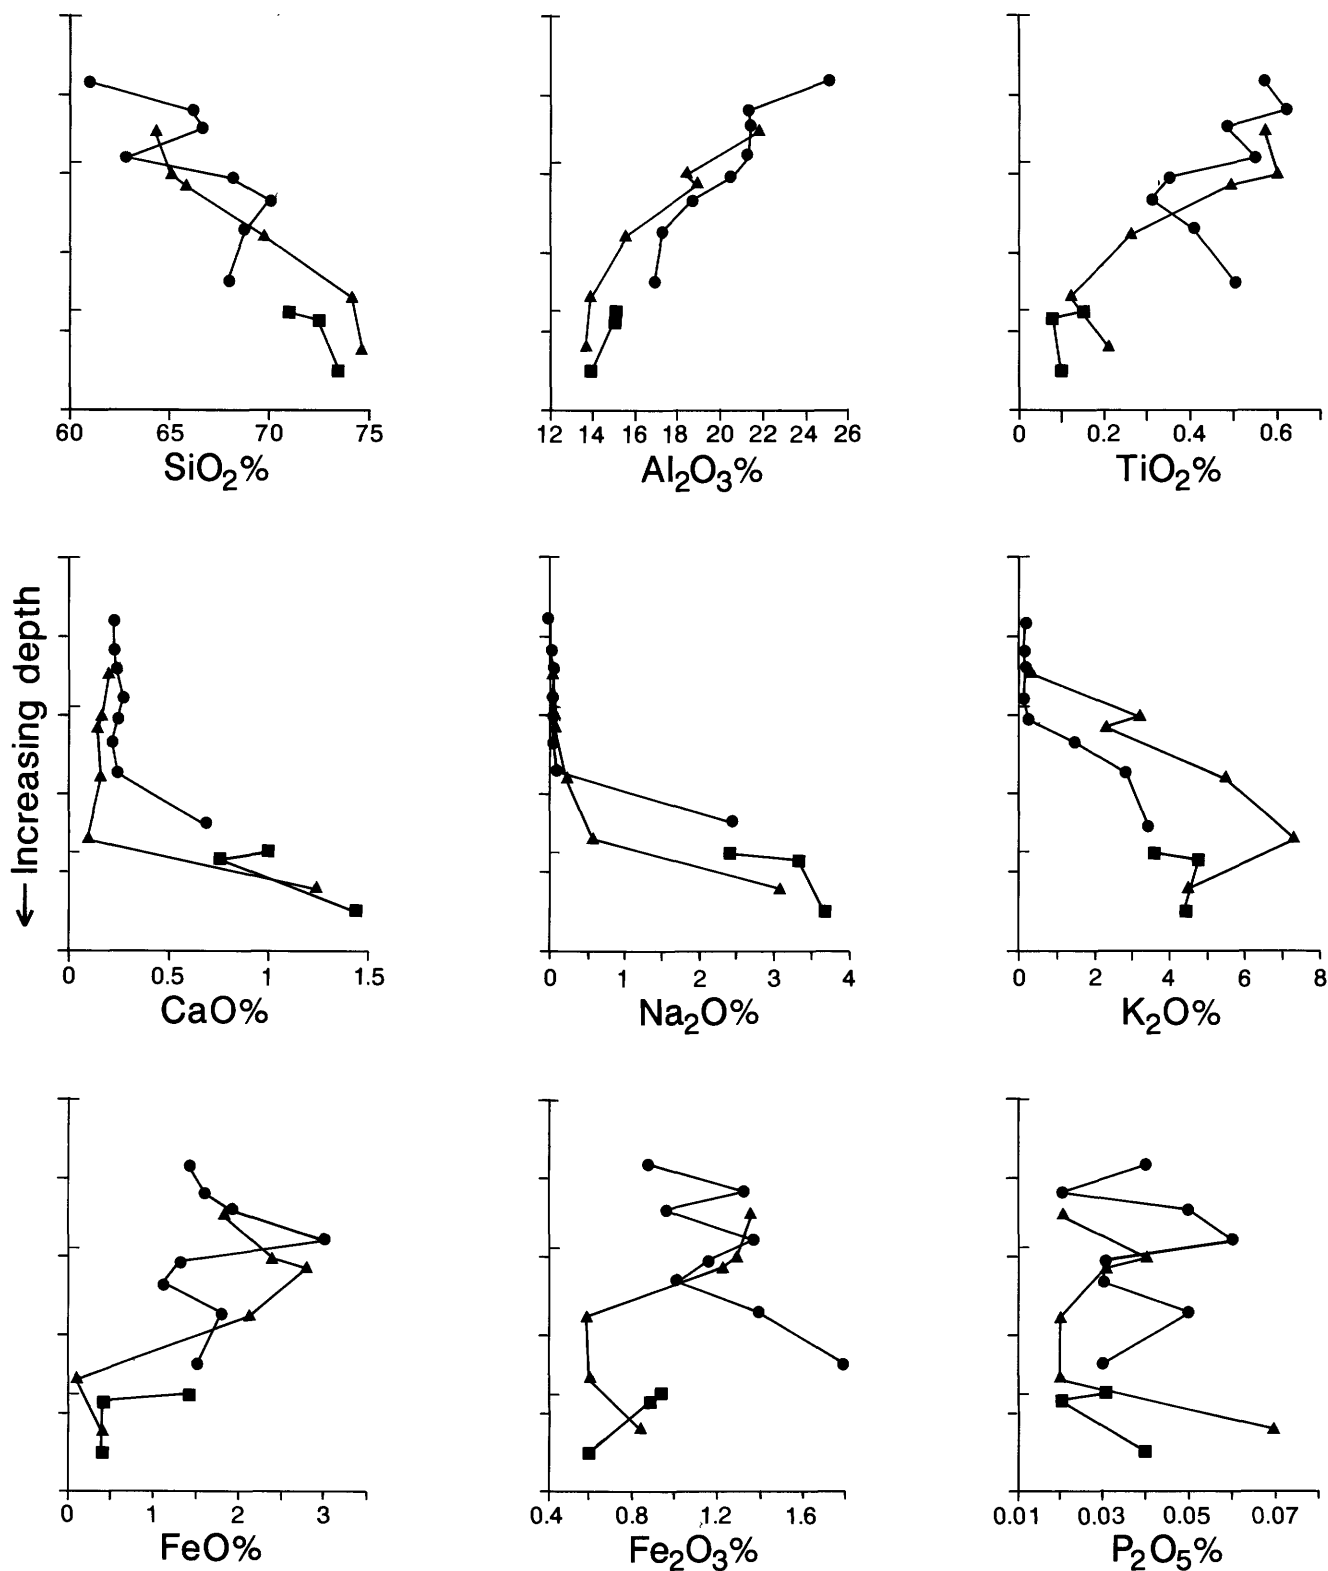 60 65 70 75
SiO₂%
12 14 16 18 20 22 24 26
Al₂O₃%
0 0.2 0.4 0.6
TiO₂%
←Increasing depth
0 0.5 1 1.5
CaO%
0 1 2 3 4
Na₂O%
0 2 4 6 8
K₂O%
0 1 2 3
FeO%
0.4 0.8 1.2 1.6
Fe₂O₃%
0.01 0.03 0.05 0.07
P₂O₅%